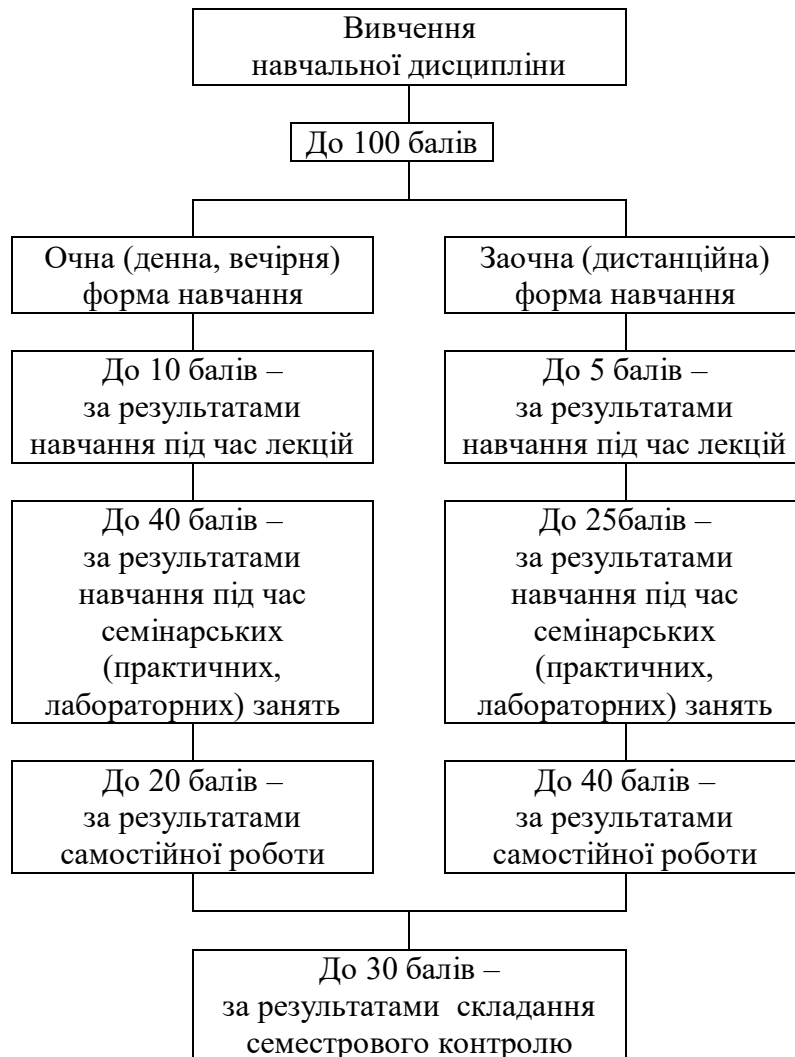 Вивчення
навчальної дисципліни
До 100 балів
Очна (денна, вечірня)
форма навчання
До 10 балів –
за результатами
навчання під час лекцій
До 40 балів –
за результатами
навчання під час
семінарських
(практичних,
лабораторних) занять
До 20 балів –
за результатами
самостійної роботи
Заочна (дистанційна)
форма навчання
До 5 балів –
за результатами
навчання під час лекцій
До 25балів –
за результатами
навчання під час
семінарських
(практичних,
лабораторних) занять
До 40 балів –
за результатами
самостійної роботи
До 30 балів –
за результатами складання
семестрового контролю